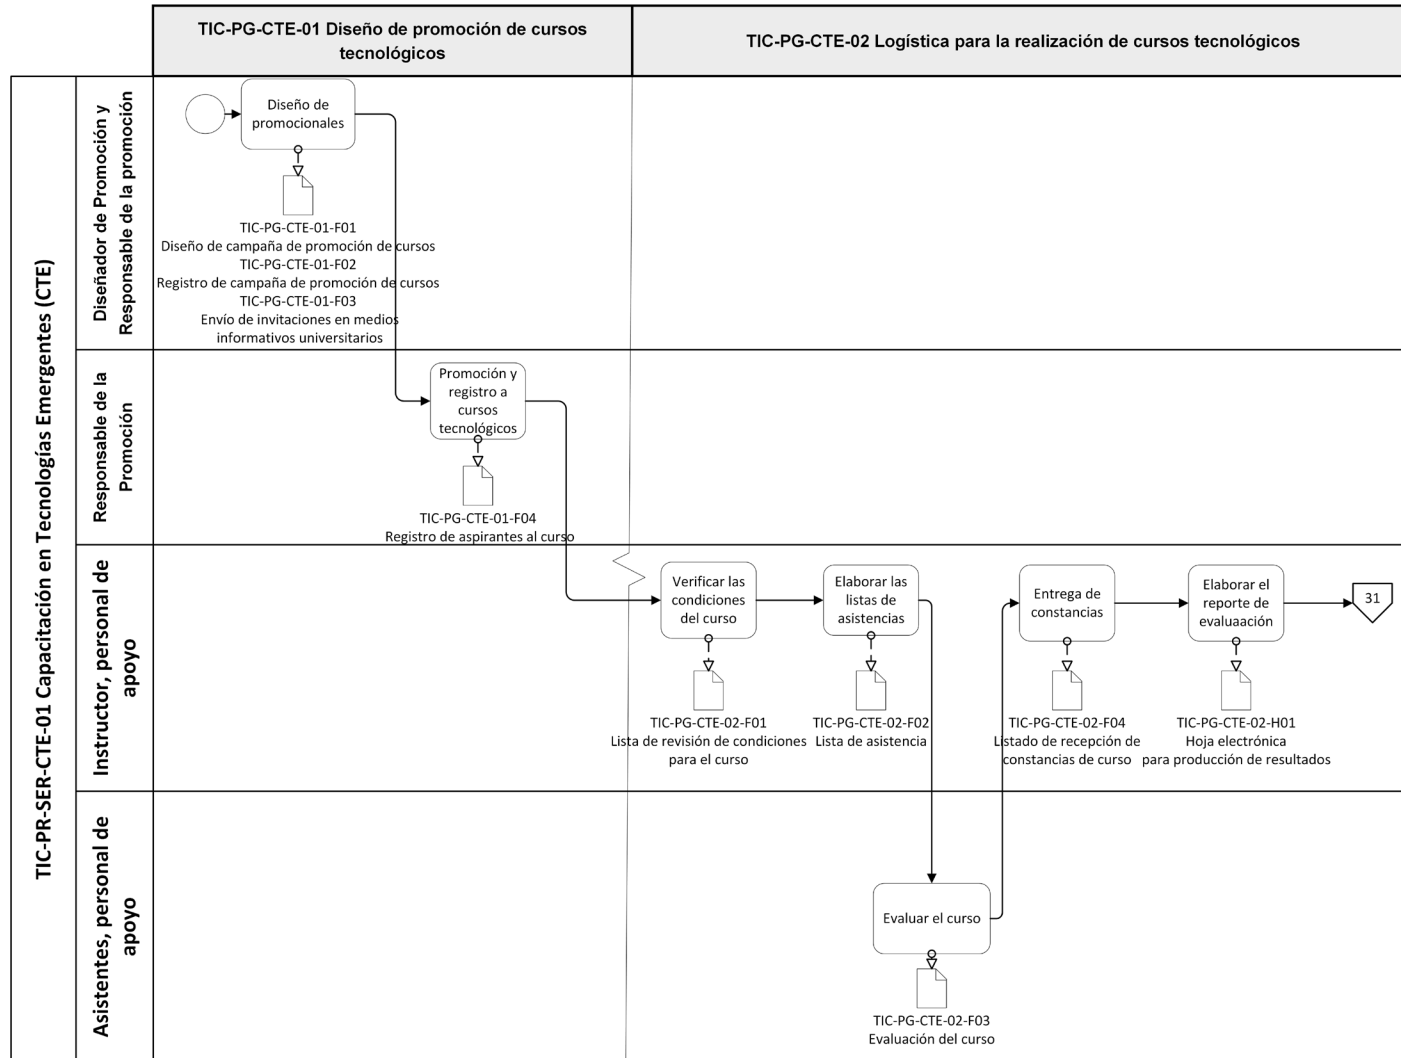 TIC-PG-CTE-01 Diseño de promoción de cursos
tecnológicos
TIC-PG-CTE-02 Logística para la realización de cursos tecnológicos
TIC-PR-SER-CTE-01 Capacitación en Tecnologías Emergentes (CTE)
Diseñador de Promoción y
Responsable de la promoción
Diseño de
promocionales
TIC-PG-CTE-01-F01
Diseño de campaña de promoción de cursos
TIC-PG-CTE-01-F02
Registro de campaña de promoción de cursos
TIC-PG-CTE-01-F03
Envío de invitaciones en medios
informativos universitarios
Responsable de la
Promoción
Promoción y
registro a
cursos
tecnológicos
TIC-PG-CTE-01-F04
Registro de aspirantes al curso
Instructor, personal de
apoyo
Verificar las
condiciones
del curso
TIC-PG-CTE-02-F01
Lista de revisión de condiciones
para el curso
Elaborar las
listas de
asistencias
TIC-PG-CTE-02-F02
Lista de asistencia
Entrega de
constancias
TIC-PG-CTE-02-F04
Listado de recepción de
constancias de curso
Elaborar el
reporte de
evaluaación
TIC-PG-CTE-02-H01
Hoja electrónica
para producción de resultados
31
Asistentes, personal de
apoyo
Evaluar el curso
TIC-PG-CTE-02-F03
Evaluación del curso